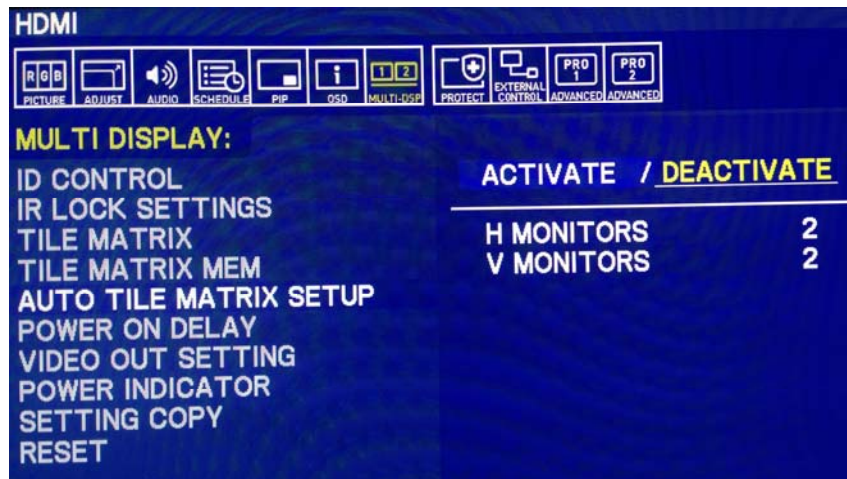 HDMI
RGB
i
1 2
PRO 1
PRO 2
PICTURE ADJUST AUDIO SCHEDULE PIP OSD MULTI-DSP PROTECT EXTERNAL CONTROL ADVANCED ADVANCED
MULTI DISPLAY:
ID CONTROL
IR LOCK SETTINGS
TILE MATRIX
TILE MATRIX MEM
AUTO TILE MATRIX SETUP
POWER ON DELAY
VIDEO OUT SETTING
POWER INDICATOR
SETTING COPY
RESET
ACTIVATE / DEACTIVATE
H MONITORS 2
V MONITORS 2